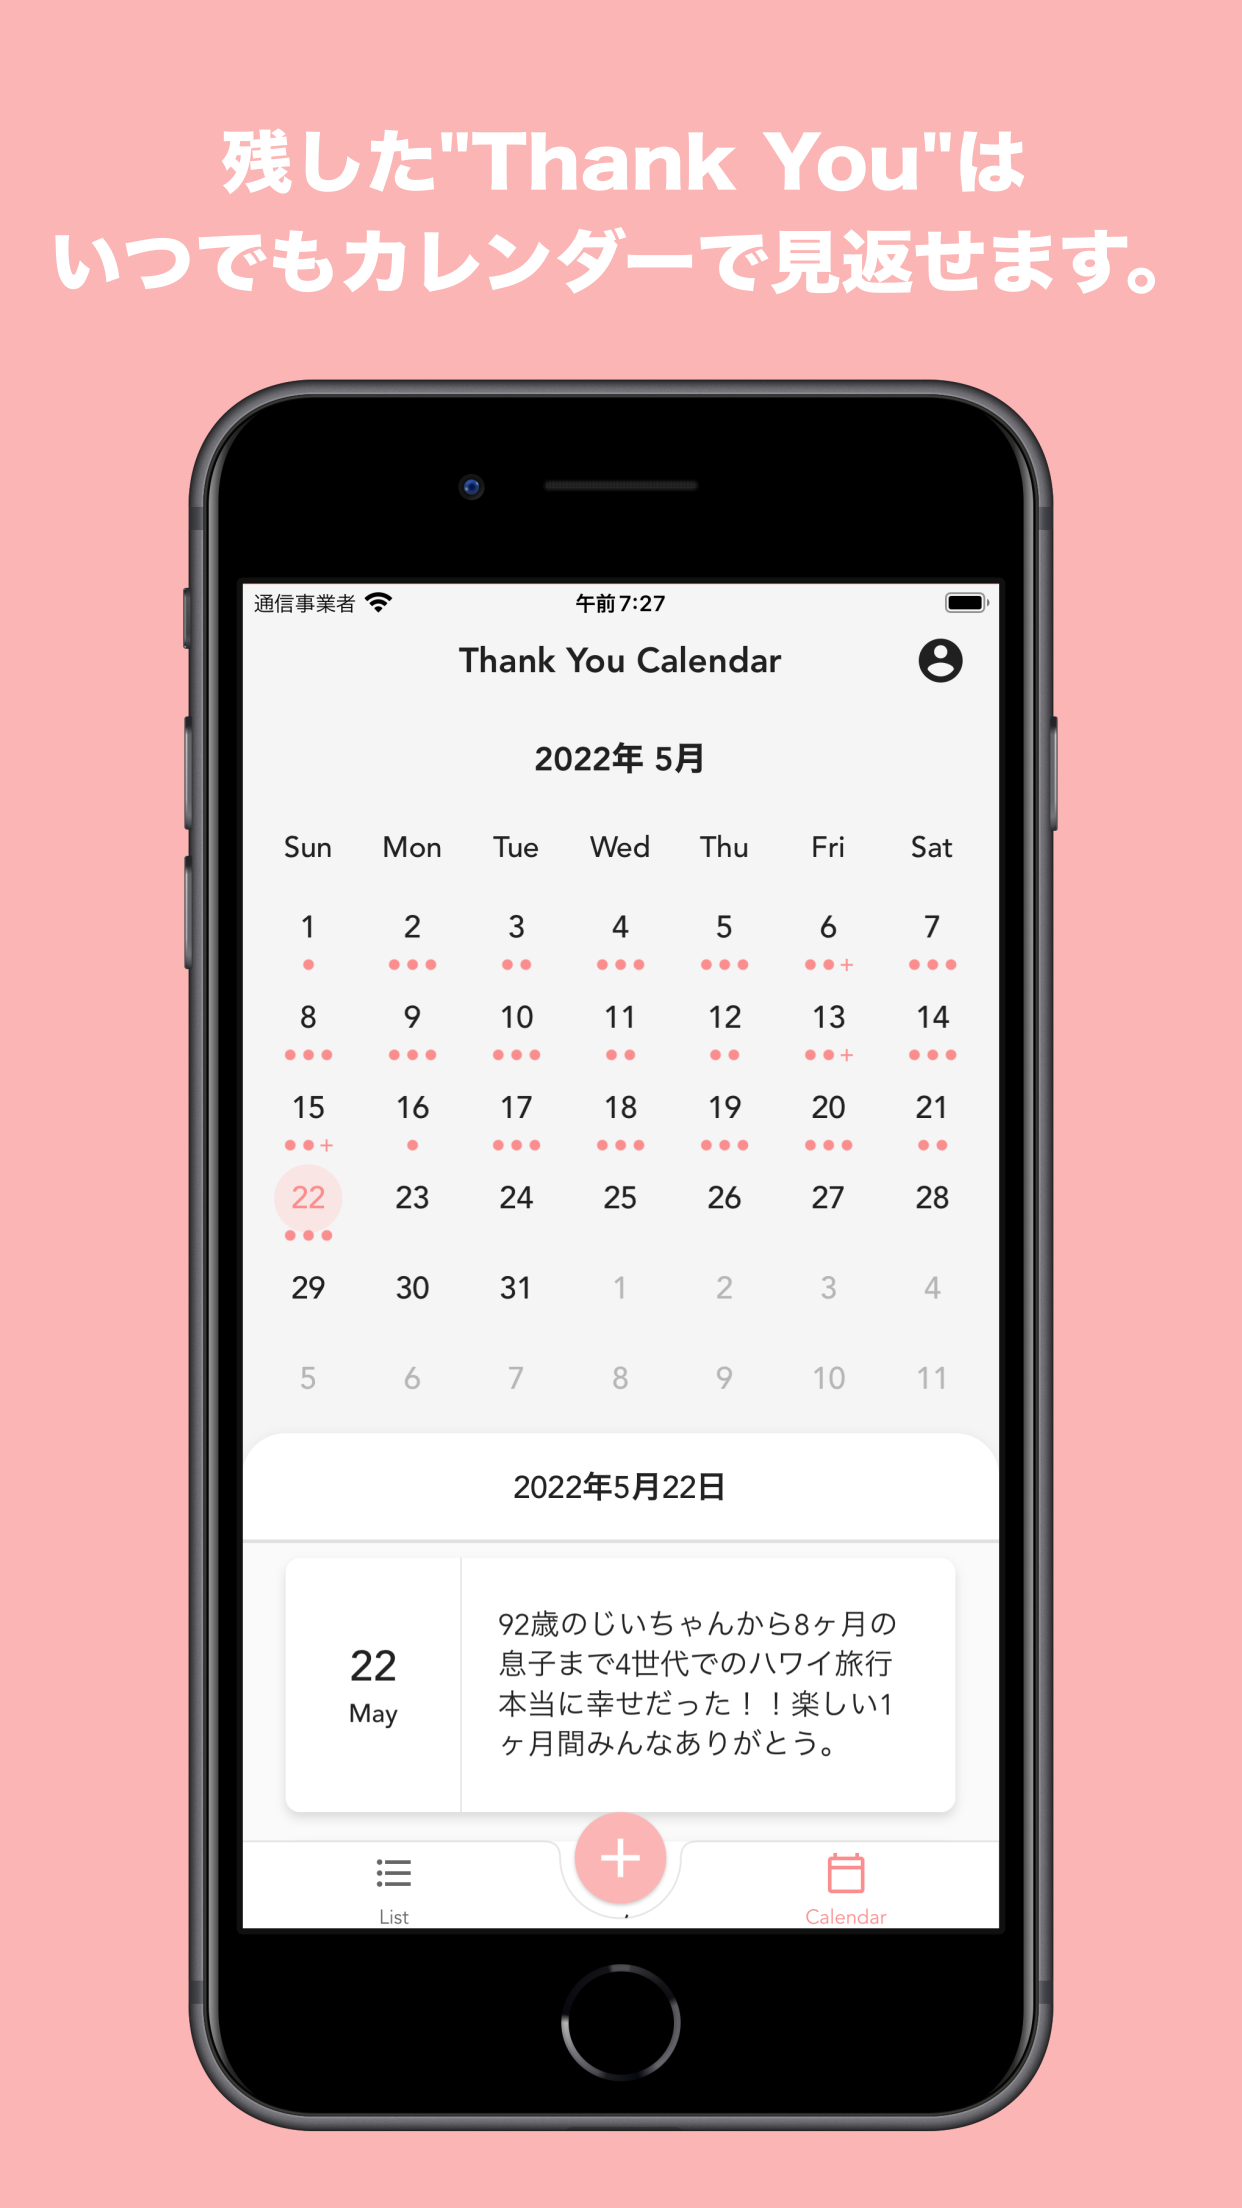 残した"Thank You"は
いつでもカレンダーで見返せます。
通信事業者 午前7:27
Thank You Calendar
2022年 5月
Sun Mon Tue Wed Thu Fri Sat
1 2 3 4 5 6 7
+
8 9 10 11 12 13 14
+
15 16 17 18 19 20 21
+
22 23 24 25 26 27 28
29 30 31 1 2 3 4
5 6 7 8 9 10 11
2022年5月22日
22
May
92歳のじいちゃんから8ヶ月の
息子まで4世代でのハワイ旅行
本当に幸せだった！！楽しい1
ヶ月間みんなありがとう。
+
List Calendar